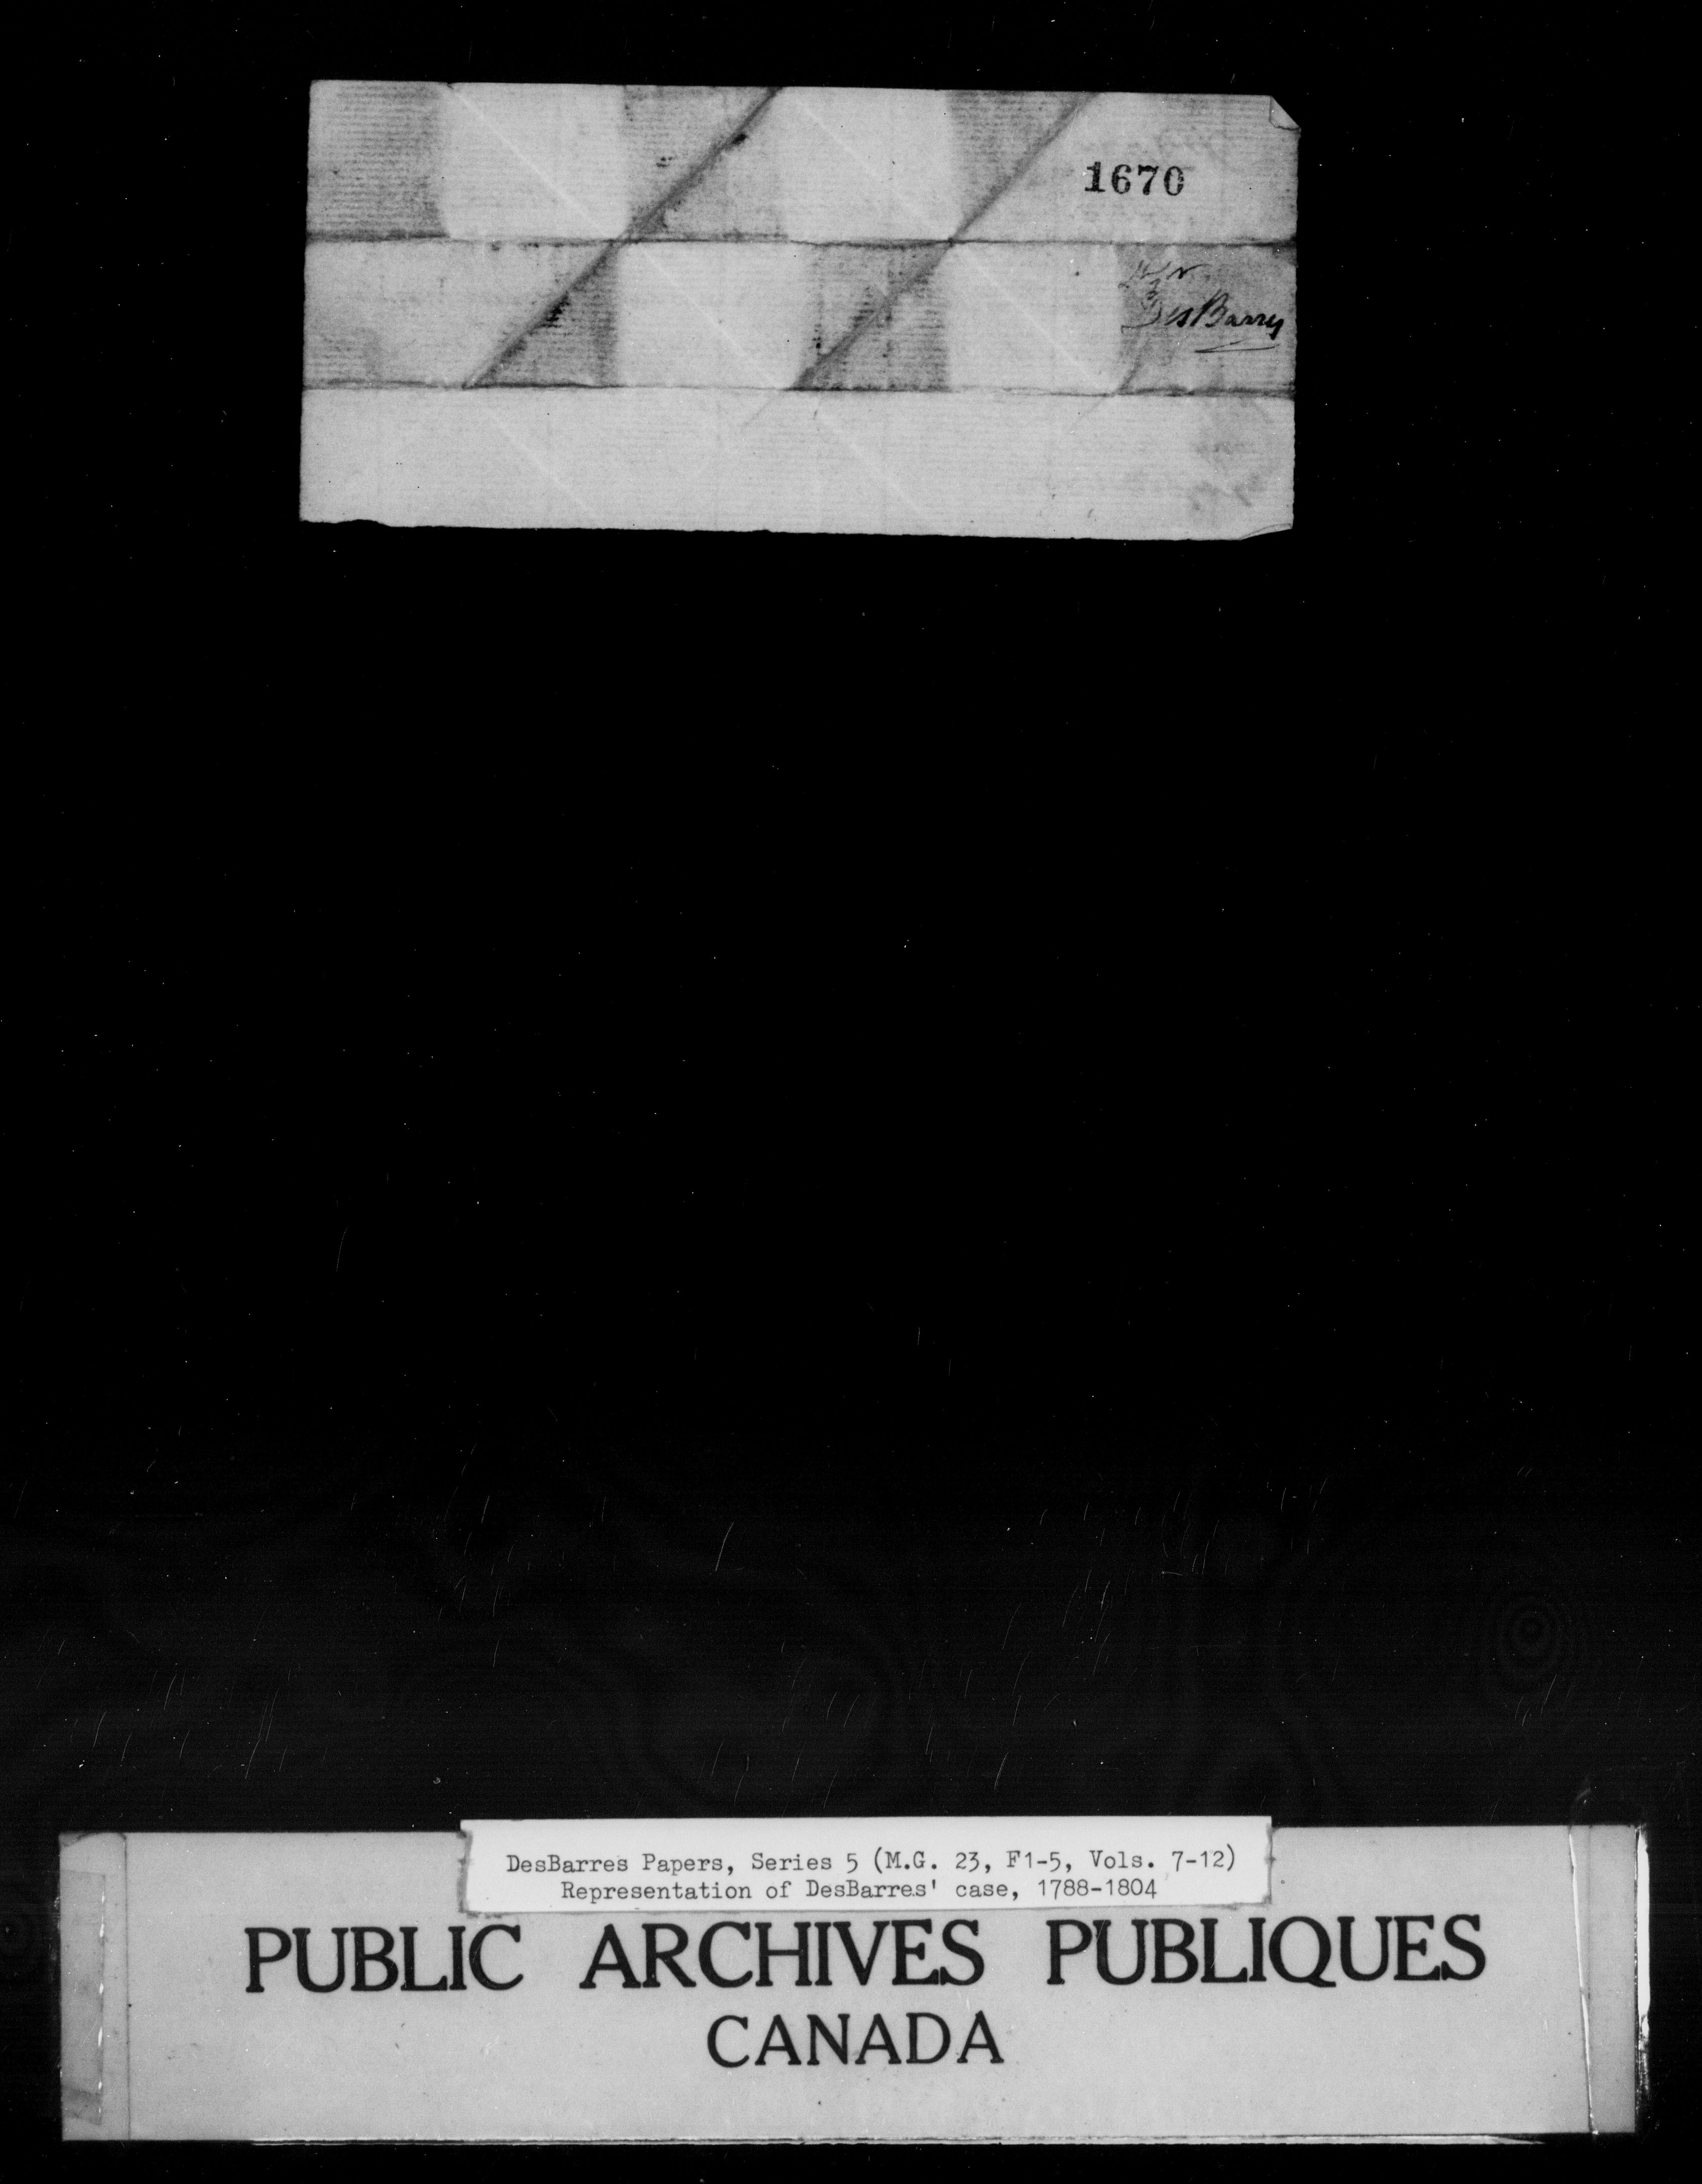 1670
DesBarres
DesBarres Papers, Series 5 (M.G. 23, F1-5, Vols. 7-12)
Representation of DesBarres' case, 1788-1804
PUBLIC ARCHIVES PUBLIQUES
CANADA